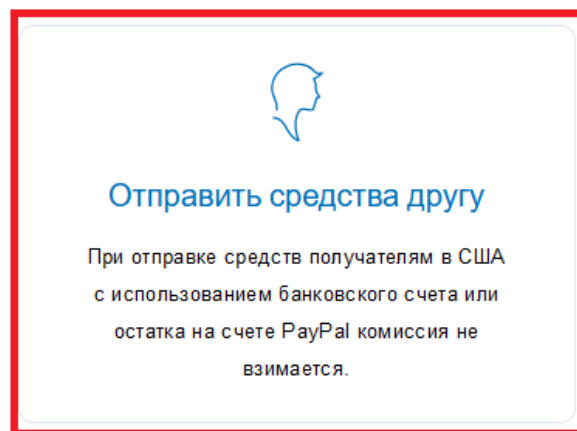 Отправить средства другу
При отправке средств получателям в США
с использованием банковского счета или
остатка на счете PayPal комиссия не
взимается.